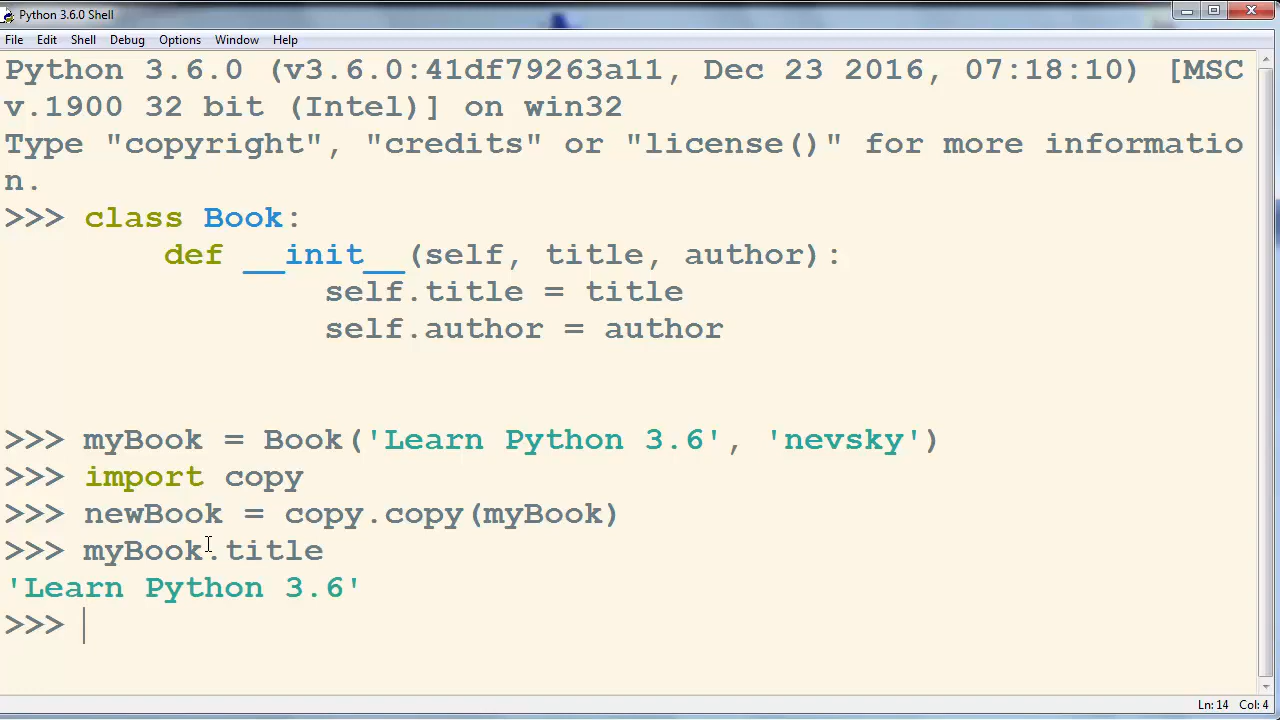 Python 3.6.0 Shell
File Edit Shell Debug Options Window Help
Python 3.6.0 (v3.6.0:41df79263a11, Dec 23 2016, 07:18:10) [MSC
v.1900 32 bit (Intel)] on win32
Type "copyright", "credits" or "license()" for more informatio
n.
>>> class Book:
        def __init__(self, title, author):
                self.title = title
                self.author = author
>>> myBook = Book('Learn Python 3.6', 'nevsky')
>>> import copy
>>> newBook = copy.copy(myBook)
>>> myBook.title
'Learn Python 3.6'
>>>
Ln: 14 Col: 4